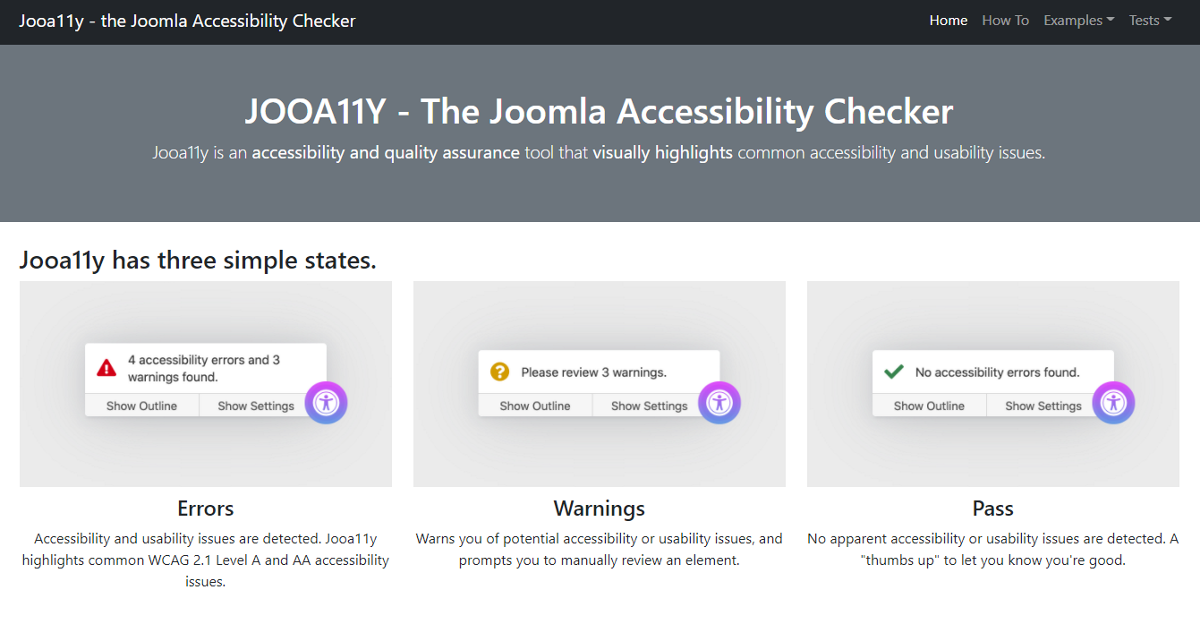 Jooa11y - the Joomla Accessibility Checker
Home How To Examples Tests
JOOA11Y - The Joomla Accessibility Checker
Jooa11y is an accessibility and quality assurance tool that visually highlights common accessibility and usability issues.
Jooa11y has three simple states.
4 accessibility errors and 3
warnings found.
Show Outline Show Settings
Please review 3 warnings.
Show Outline Show Settings
No accessibility errors found.
Show Outline Show Settings
Errors
Accessibility and usability issues are detected. Jooa11y
highlights common WCAG 2.1 Level A and AA accessibility
issues.
Warnings
Warns you of potential accessibility or usability issues, and
prompts you to manually review an element.
Pass
No apparent accessibility or usability issues are detected. A
"thumbs up" to let you know you're good.